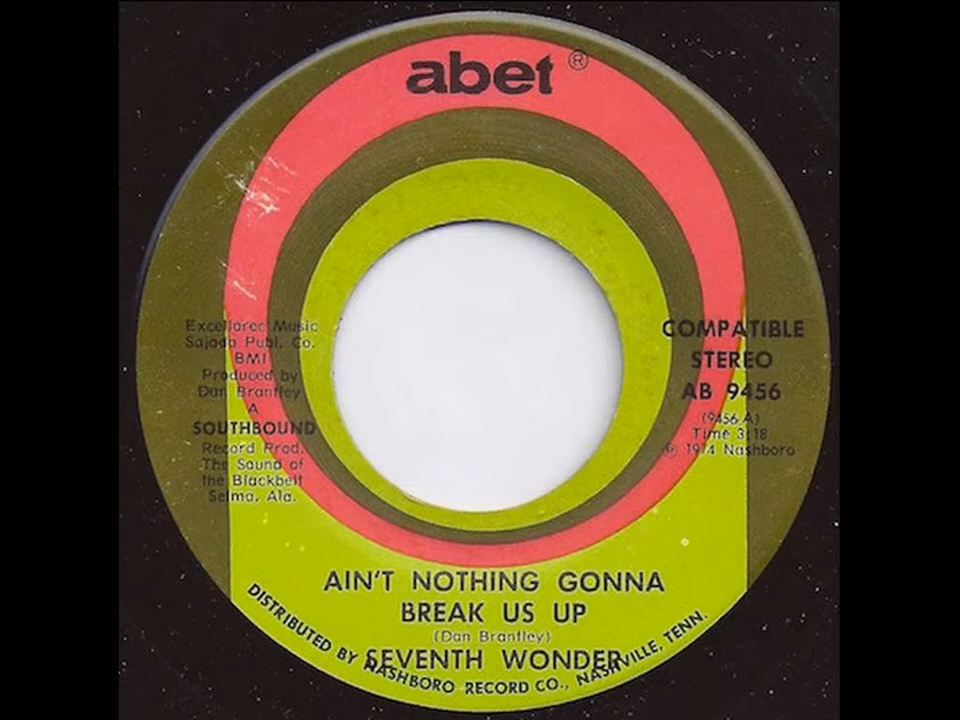 abet ®
Excellorec Music
Sajoda Publ. Co.
BMI
Produced by
Dan Brantley
A
SOUTHBOUND
Record Prod.
The Sound of
the Blackbelt
Selma, Ala.
COMPATIBLE
STEREO
AB 9456
(9456 A)
Time 3:18
℗ 1974 Nashboro
AIN'T NOTHING GONNA
BREAK US UP
(Dan Brantley)
SEVENTH WONDER
DISTRIBUTED BY NASHBORO RECORD CO., NASHVILLE, TENN.